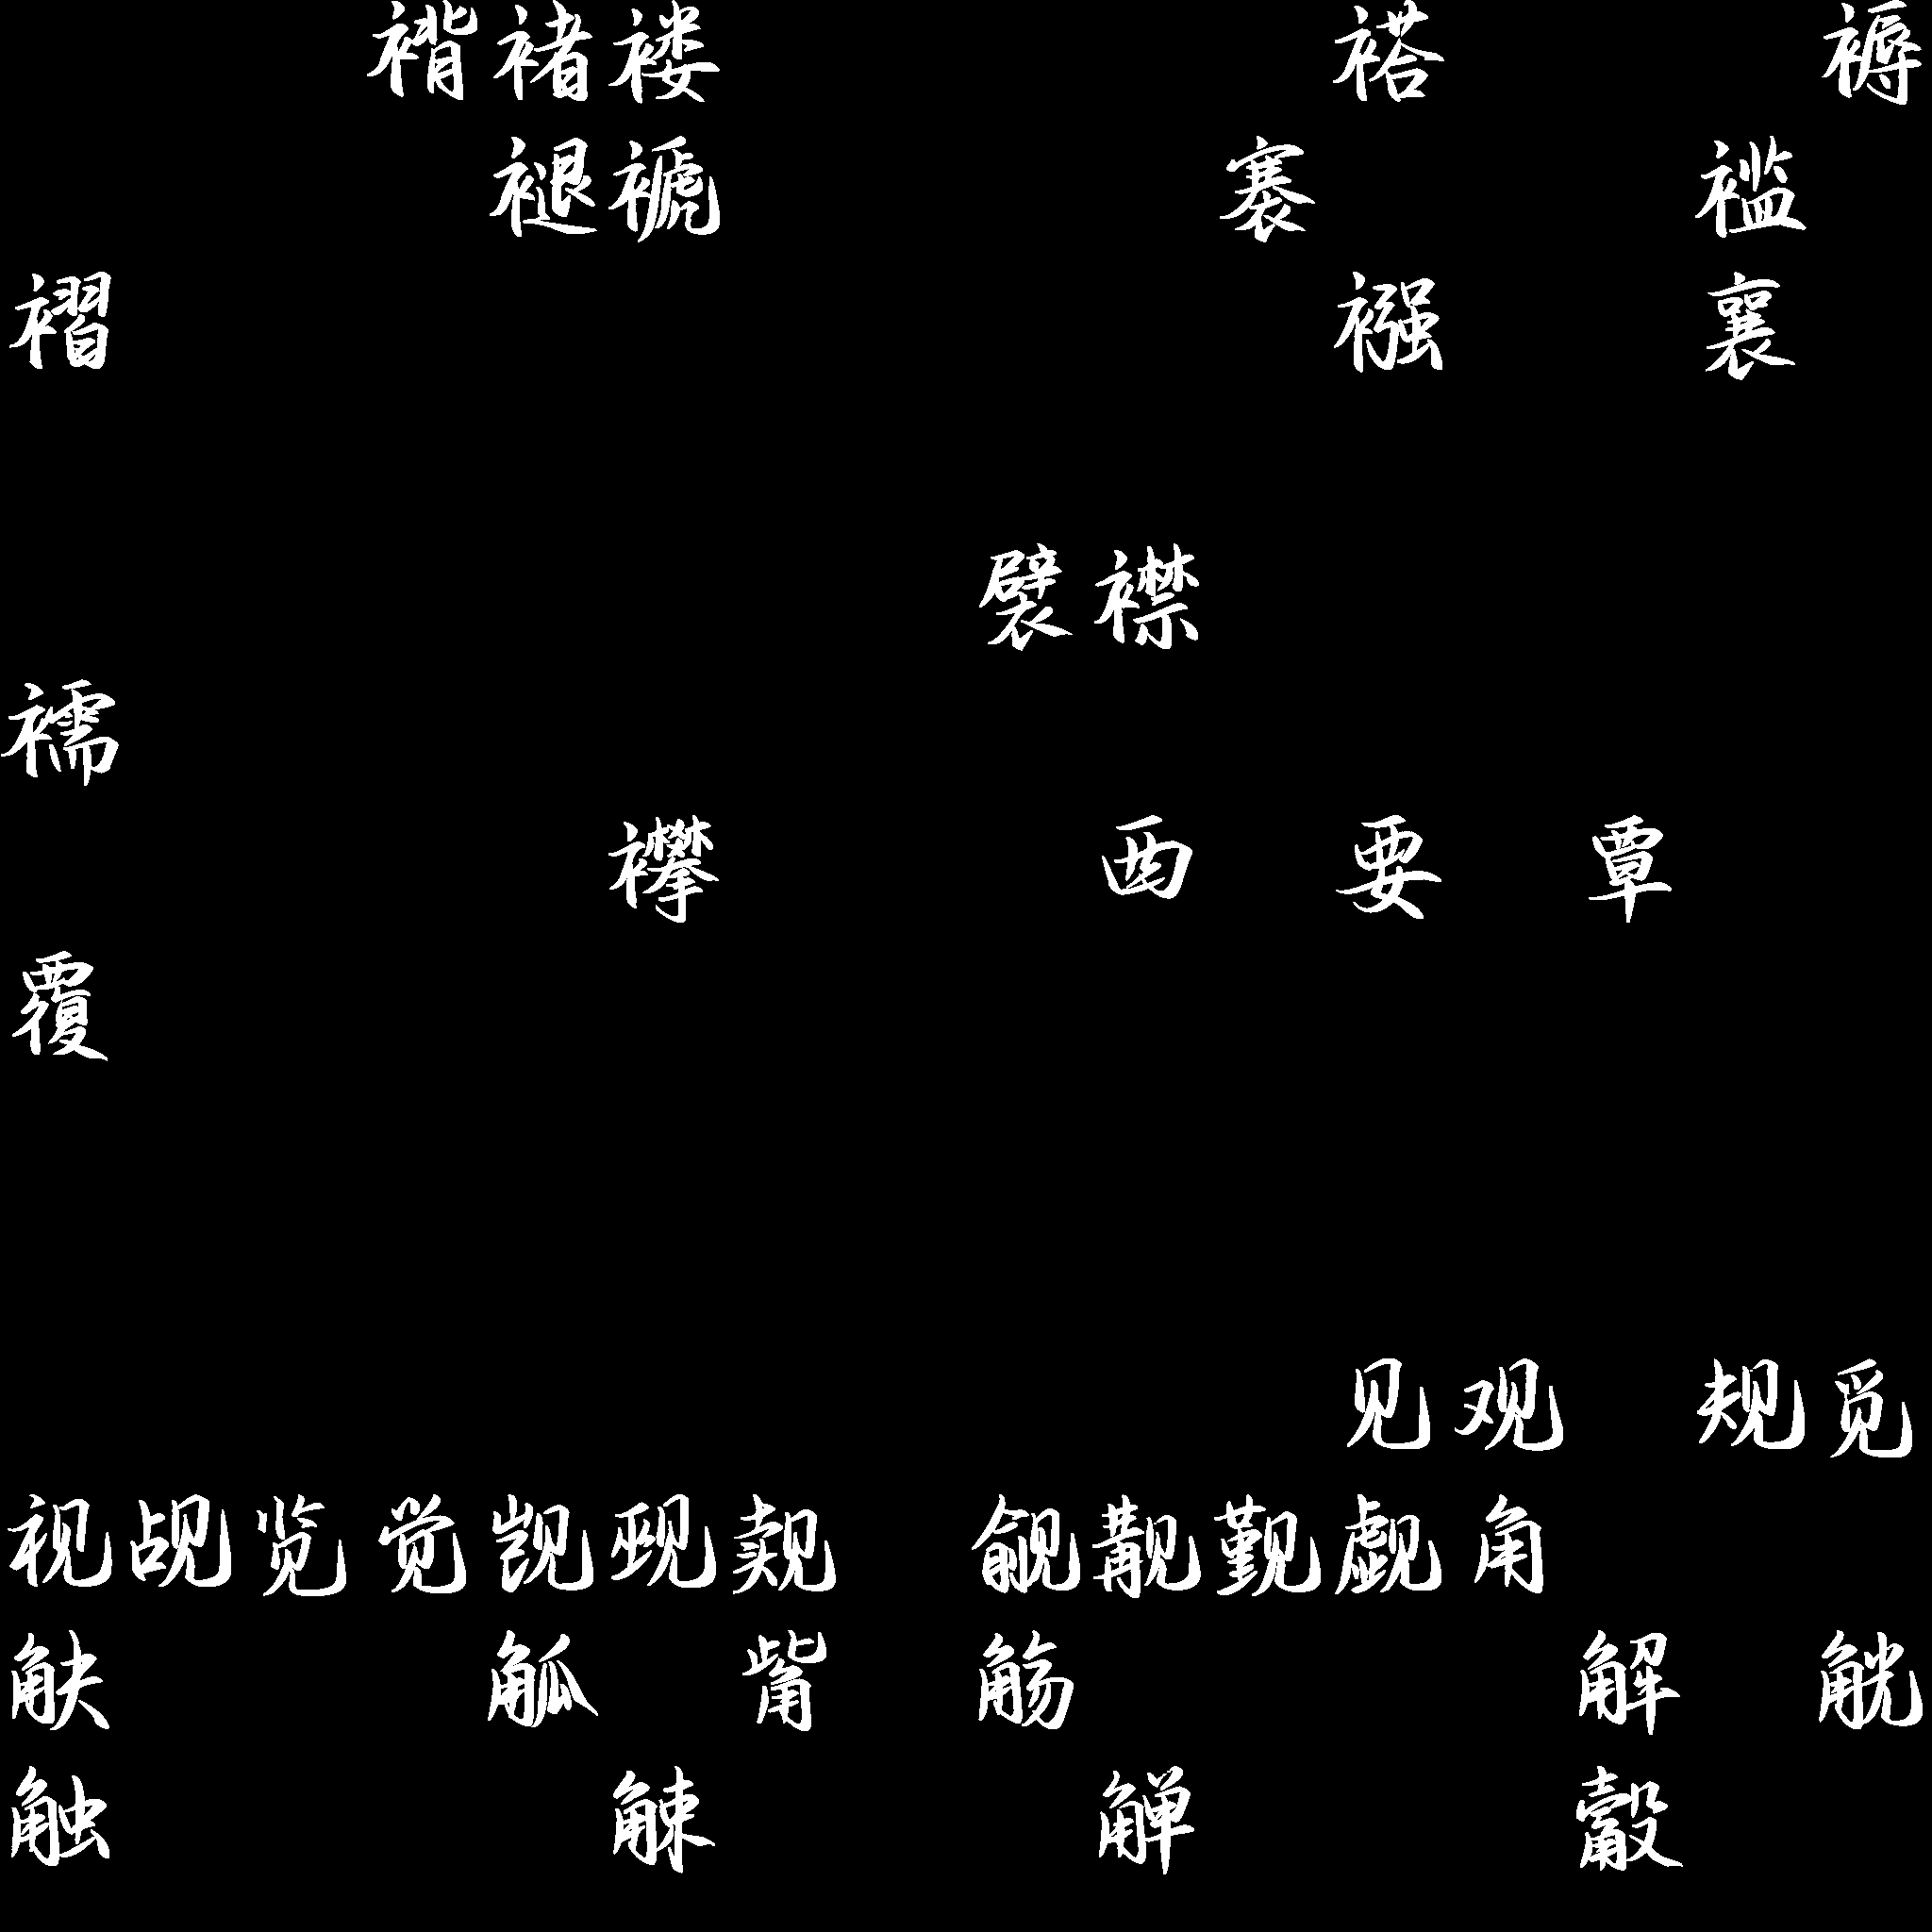 褙褚褛褡褥
褪褫褰褴
褶襁襄
襞襟
襦
襻西要覃
覆
见观规觅
视觇览觉觊觋觌觎觏觐觑角
觖觚觜觞解觥
触觫觯觳